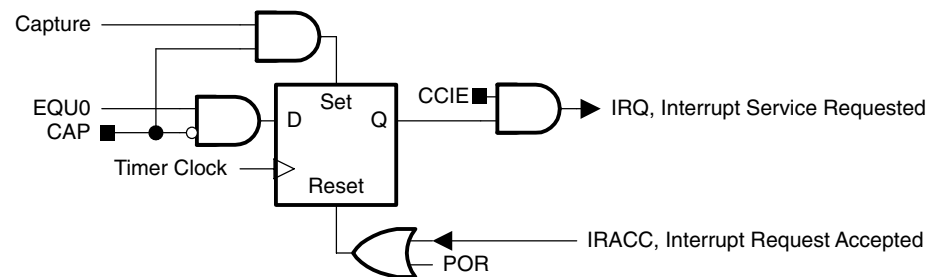 Capture
EQU0
CAP
Timer Clock
Set
D
Q
Reset
CCIE
IRQ, Interrupt Service Requested
IRACC, Interrupt Request Accepted
POR